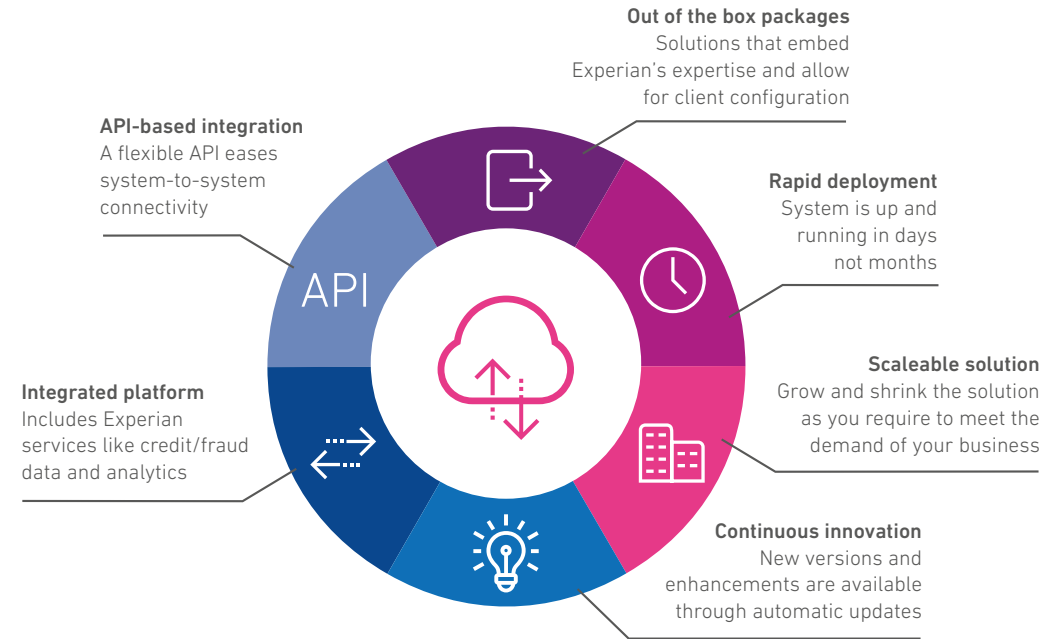 Out of the box packages
Solutions that embed
Experian's expertise and allow
for client configuration
API-based integration
A flexible API eases
system-to-system
connectivity
Rapid deployment
System is up and
running in days
not months
API
Scaleable solution
Grow and shrink the solution
as you require to meet the
demand of your business
Integrated platform
Includes Experian
services like credit/fraud
data and analytics
Continuous innovation
New versions and
enhancements are available
through automatic updates